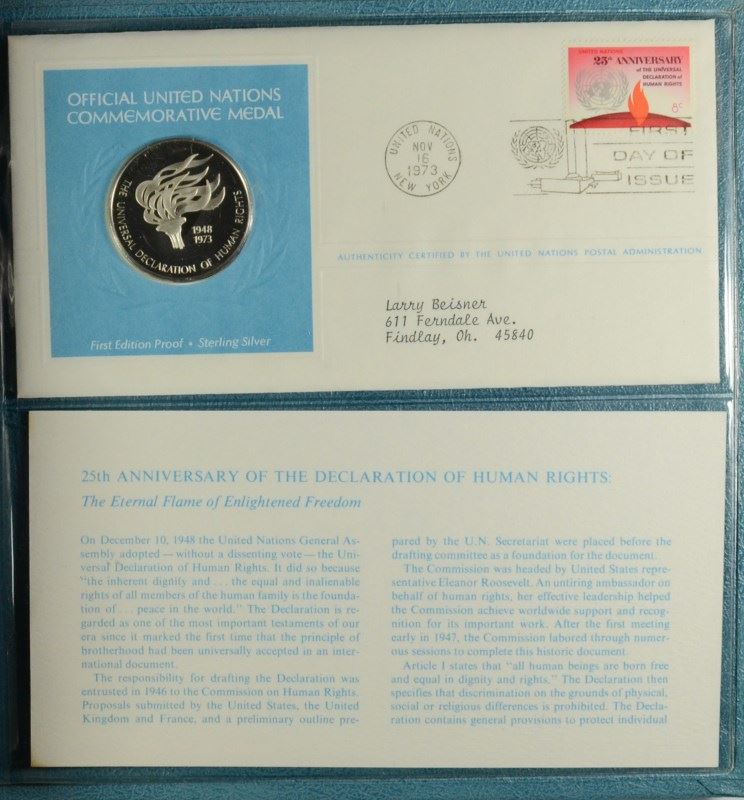 OFFICIAL UNITED NATIONS
COMMEMORATIVE MEDAL
THE UNIVERSAL DECLARATION OF HUMAN RIGHTS
1948
1973
First Edition Proof • Sterling Silver
UNITED NATIONS
25th ANNIVERSARY
of THE UNIVERSAL
DECLARATION of
HUMAN RIGHTS
8c
UNITED NATIONS
NOV
16
1973
NEW YORK
FIRST
DAY OF
ISSUE
AUTHENTICITY CERTIFIED BY THE UNITED NATIONS POSTAL ADMINISTRATION
Larry Beisner
611 Ferndale Ave.
Findlay, Oh. 45840
25th ANNIVERSARY OF THE DECLARATION OF HUMAN RIGHTS:
The Eternal Flame of Enlightened Freedom
On December 10, 1948 the United Nations General As-
sembly adopted — without a dissenting vote — the Uni-
versal Declaration of Human Rights. It did so because
"the inherent dignity and . . . the equal and inalienable
rights of all members of the human family is the founda-
tion of . . . peace in the world." The Declaration is re-
garded as one of the most important testaments of our
era since it marked the first time that the principle of
brotherhood had been universally accepted in an inter-
national document.
The responsibility for drafting the Declaration was
entrusted in 1946 to the Commission on Human Rights.
Proposals submitted by the United States, the United
Kingdom and France, and a preliminary outline pre-
pared by the U.N. Secretariat were placed before the
drafting committee as a foundation for the document.
The Commission was headed by United States repre-
sentative Eleanor Roosevelt. An untiring ambassador on
behalf of human rights, her effective leadership helped
the Commission achieve worldwide support and recog-
nition for its important work. After the first meeting
early in 1947, the Commission labored through numer-
ous sessions to complete this historic document.
Article I states that "all human beings are born free
and equal in dignity and rights." The Declaration then
specifies that discrimination on the grounds of physical,
social or religious differences is prohibited. The Decla-
ration contains general provisions to protect individual